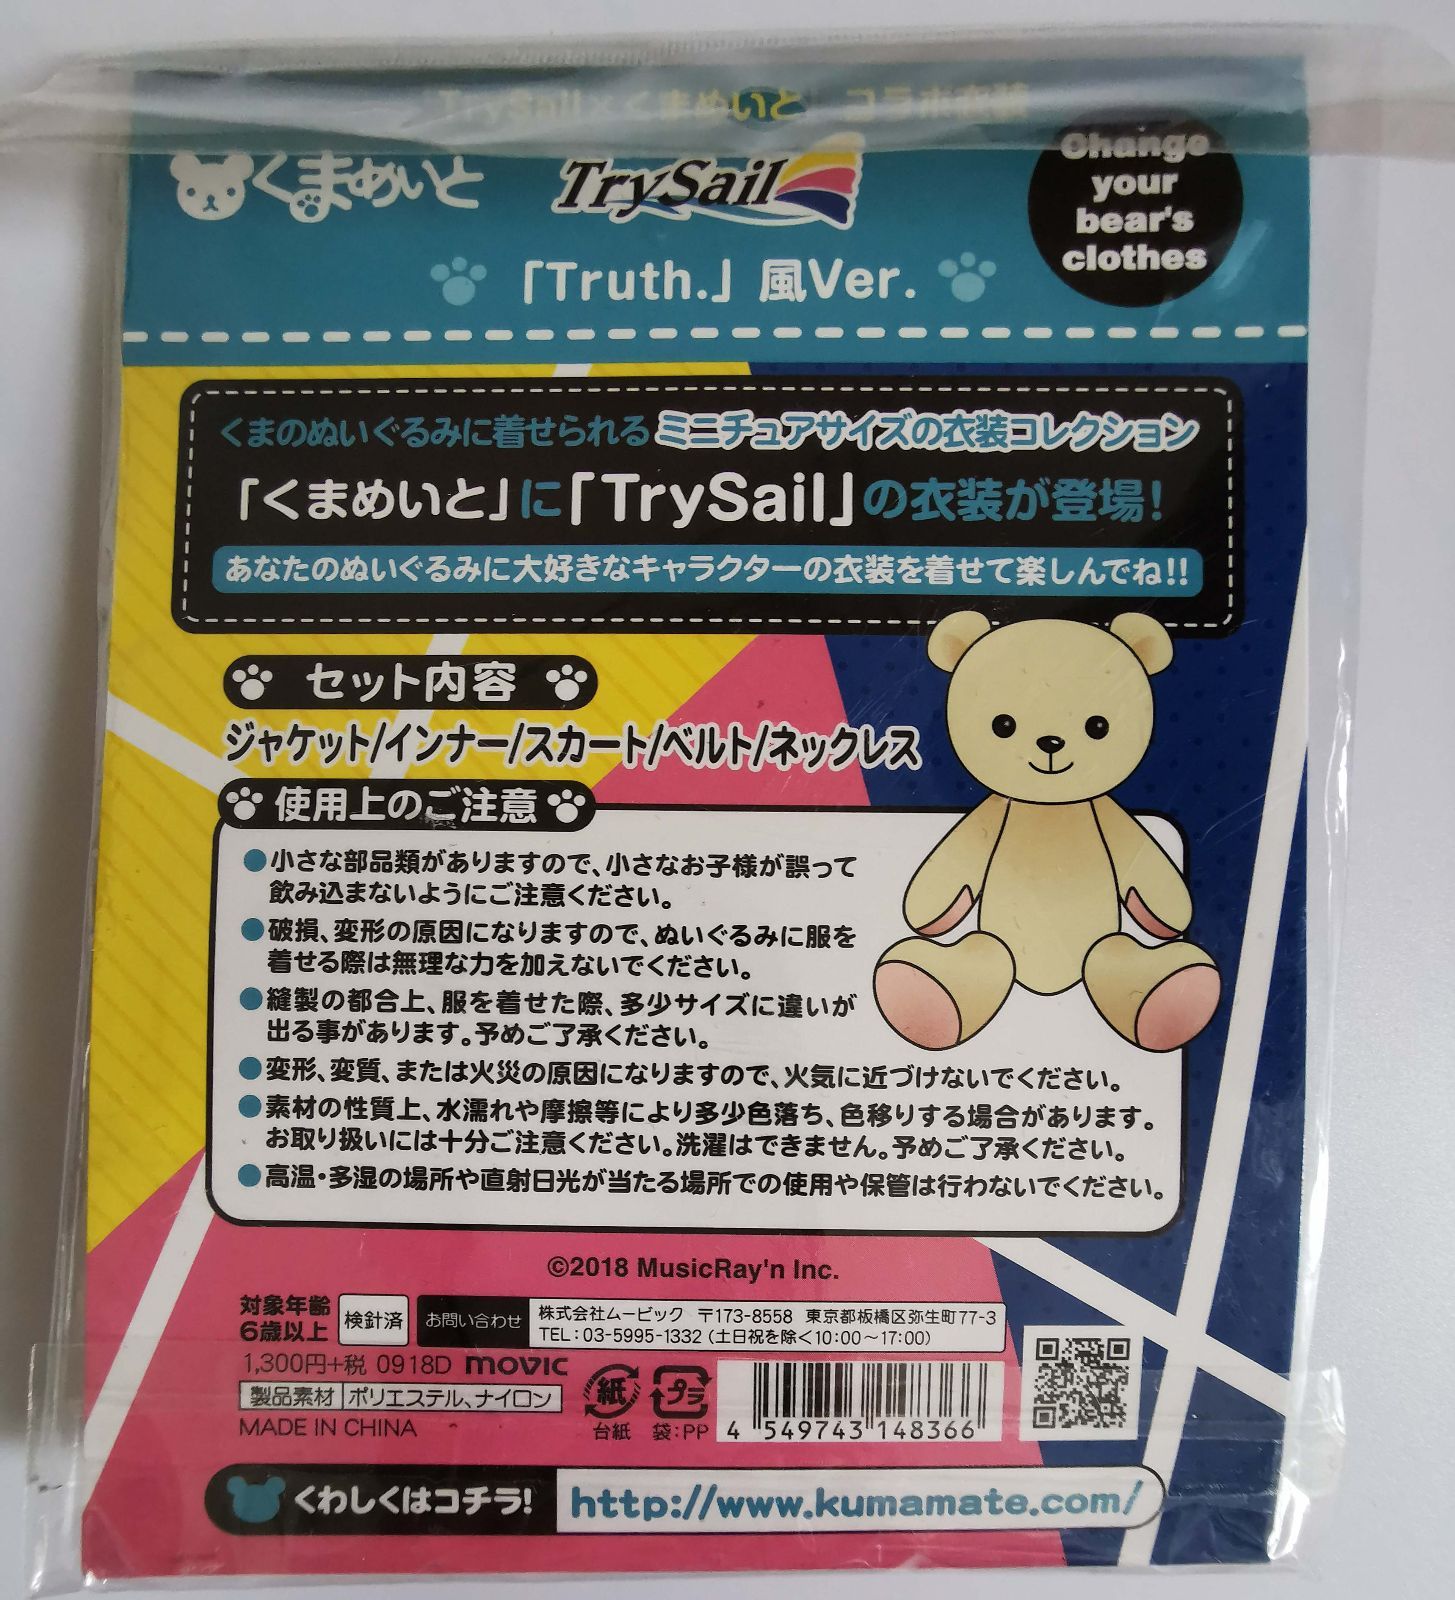 TrySail×くまめいと コラボ衣装
くまめいと
TrySail
Change
your
bear's
clothes
「Truth.」風Ver.
くまのぬいぐるみに着せられるミニチュアサイズの衣装コレクション
「くまめいと」に「TrySail」の衣装が登場!
あなたのぬいぐるみに大好きなキャラクターの衣装を着せて楽しんでね!!
セット内容
ジャケット/インナー/スカート/ベルト/ネックレス
使用上のご注意
●小さな部品類がありますので、小さなお子様が誤って
飲み込まないようにご注意ください。
●破損、変形の原因になりますので、ぬいぐるみに服を
着せる際は無理な力を加えないでください。
●縫製の都合上、服を着せた際、多少サイズに違いが
出る事があります。予めご了承ください。
●変形、変質、または火災の原因になりますので、火気に近づけないでください。
●素材の性質上、水濡れや摩擦等により多少色落ち、色移りする場合があります。
お取り扱いには十分ご注意ください。洗濯はできません。予めご了承ください。
●高温・多湿の場所や直射日光が当たる場所での使用や保管は行わないでください。
©2018 MusicRay'n Inc.
対象年齢
6歳以上
検針済
お問い合わせ
株式会社ムービック 〒173-8558 東京都板橋区弥生町77-3
TEL:03-5995-1332(土日祝を除く10:00～17:00)
1,300円+税 0918D movic
製品素材 ポリエステル、ナイロン
MADE IN CHINA
紙
台紙
プラ
袋:PP
4 549743 148366
くわしくはコチラ!
http://www.kumamate.com/